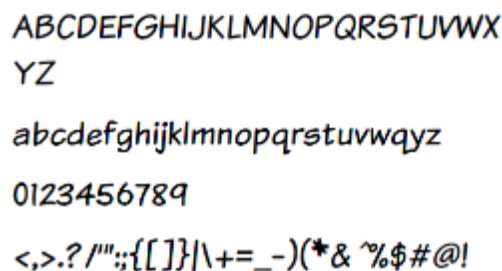 ABCDEFGHIJKLMNOPQRSTUVWX
YZ
abcdefghijklmnopqrstuvwqyz
0123456789
<,>.?/"":;{[]}|\+=_-)(*&^%$#@!